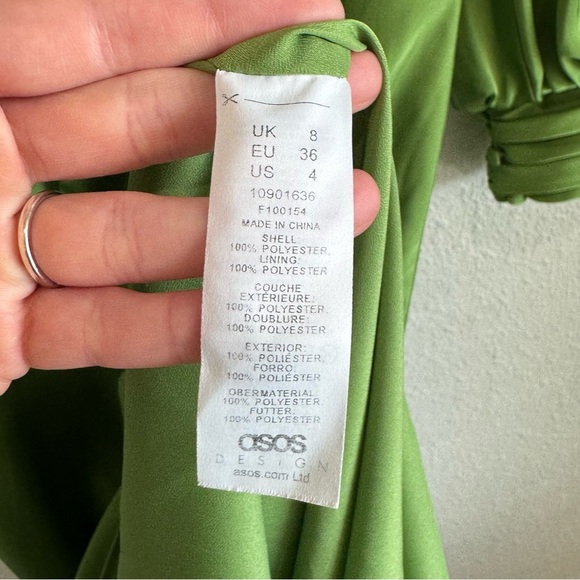 UK 8
EU 36
US 4
10901636
F100154
MADE IN CHINA
SHELL:
100% POLYESTER,
LINING:
100% POLYESTER
COUCHE
EXTÉRIEURE:
100% POLYESTER,
DOUBLURE:
100% POLYESTER
EXTERIOR:
100% POLIÉSTER,
FORRO:
100% POLIÉSTER
OBERMATERIAL:
100% POLYESTER,
FUTTER:
100% POLYESTER
asos
DESIGN
asos.com Ltd